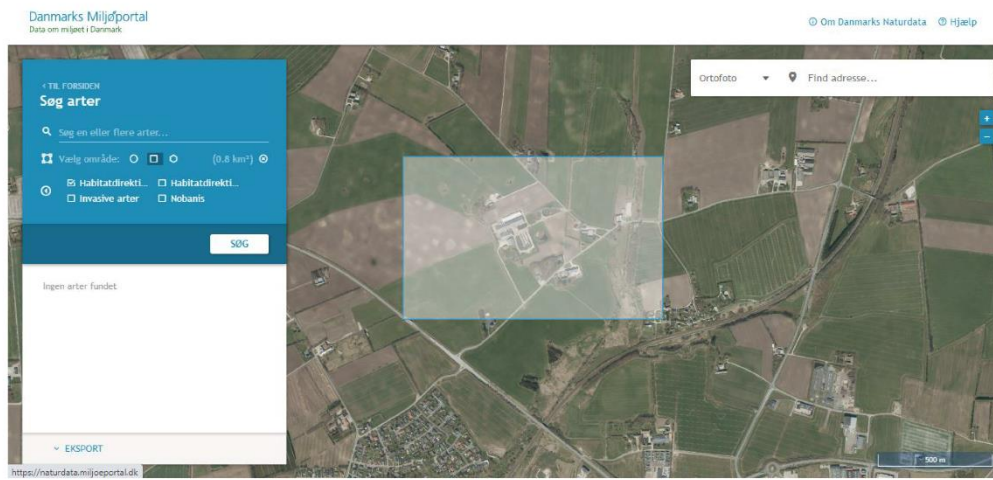 Danmarks Miljøportal
Data om miljøet i Danmark
Om Danmarks Naturdata Hjælp
‹ TIL FORSIDEN
Søg arter
Søg en eller flere arter...
Vælg område: (0.8 km²)
Habitatdirekti... Habitatdirekti...
Invasive arter Nobanis
SØG
Ingen arter fundet
EKSPORT
https://naturdata.miljoeportal.dk
Ortofoto Find adresse...
+
−
500 m